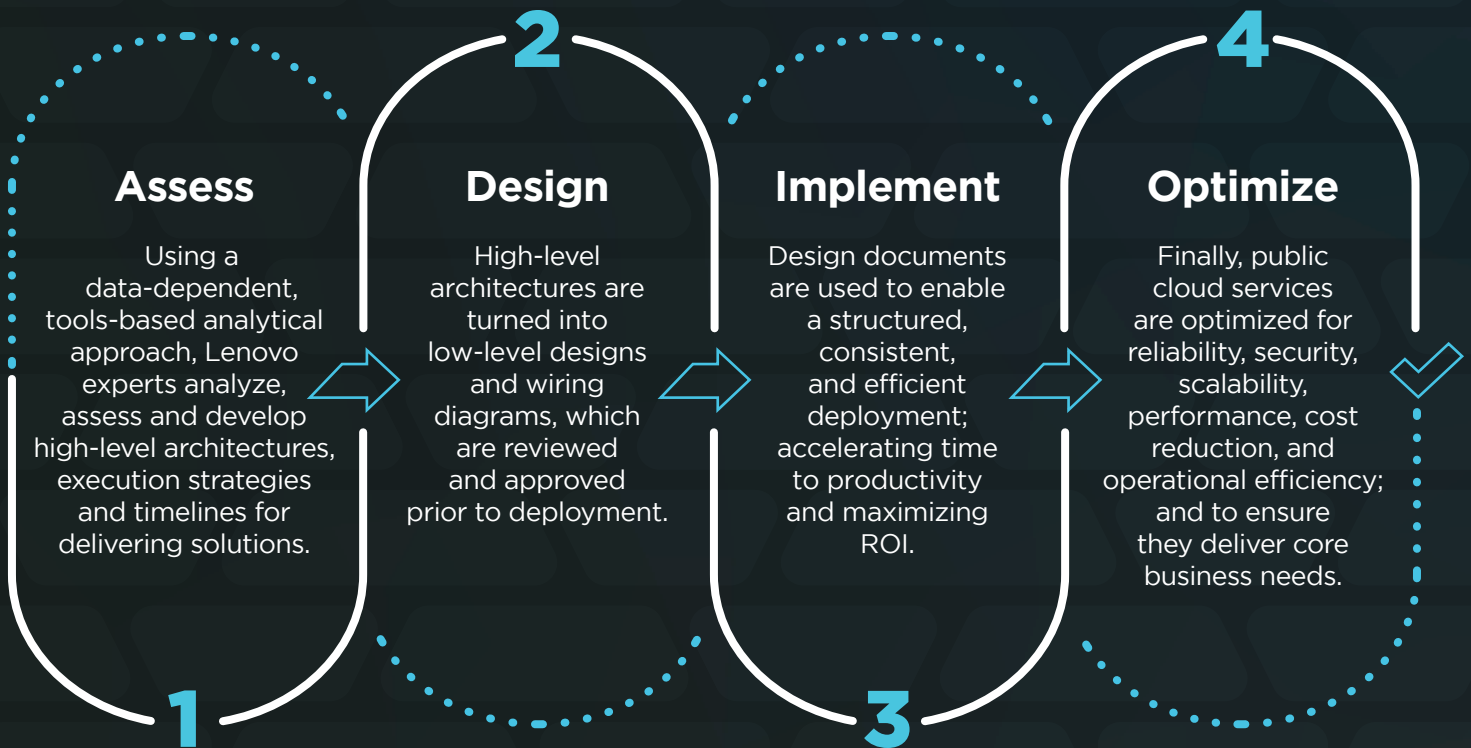 1
Assess
Using a
data-dependent,
tools-based analytical
approach, Lenovo
experts analyze,
assess and develop
high-level architectures,
execution strategies
and timelines for
delivering solutions.
2
Design
High-level
architectures are
turned into
low-level designs
and wiring
diagrams, which
are reviewed
and approved
prior to deployment.
3
Implement
Design documents
are used to enable
a structured,
consistent,
and efficient
deployment;
accelerating time
to productivity
and maximizing
ROI.
4
Optimize
Finally, public
cloud services
are optimized for
reliability, security,
scalability,
performance, cost
reduction, and
operational efficiency;
and to ensure
they deliver core
business needs.